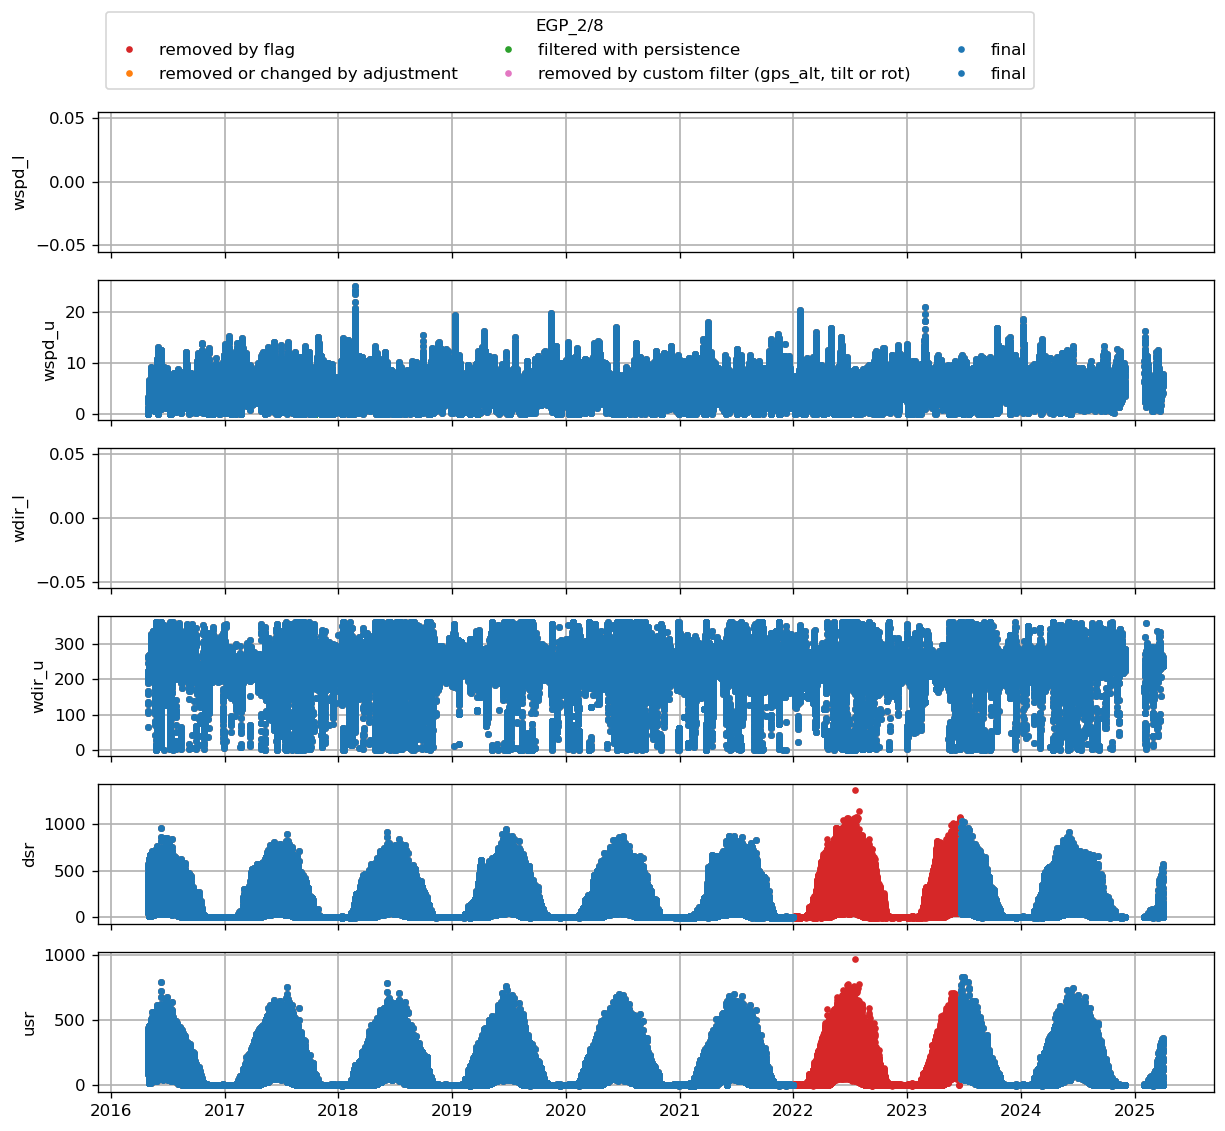 EGP_2/8
removed by flag
filtered with persistence
final
removed or changed by adjustment
removed by custom filter (gps_alt, tilt or rot)
final
0.05
0.00
−0.05
wspd_l
20
10
0
wspd_u
0.05
0.00
−0.05
wdir_l
300
200
100
0
wdir_u
1000
500
0
dsr
1000
500
0
usr
2016
2017
2018
2019
2020
2021
2022
2023
2024
2025